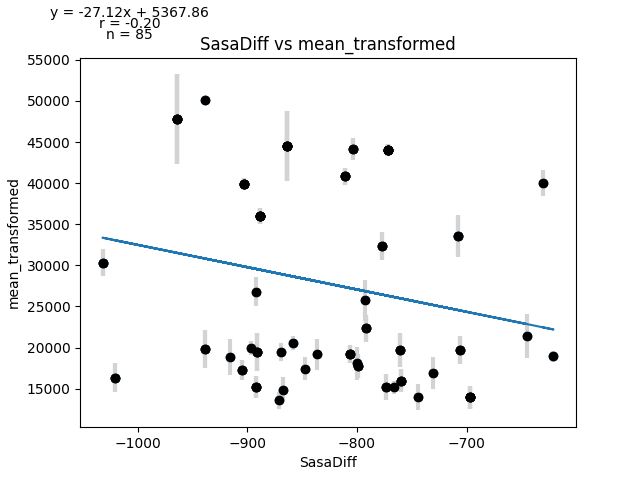 y = -27.12x + 5367.86
r = -0.20
n = 85
SasaDiff vs mean_transformed
55000
50000
45000
40000
35000
30000
25000
20000
15000
mean_transformed
−1000
−900
−800
−700
SasaDiff